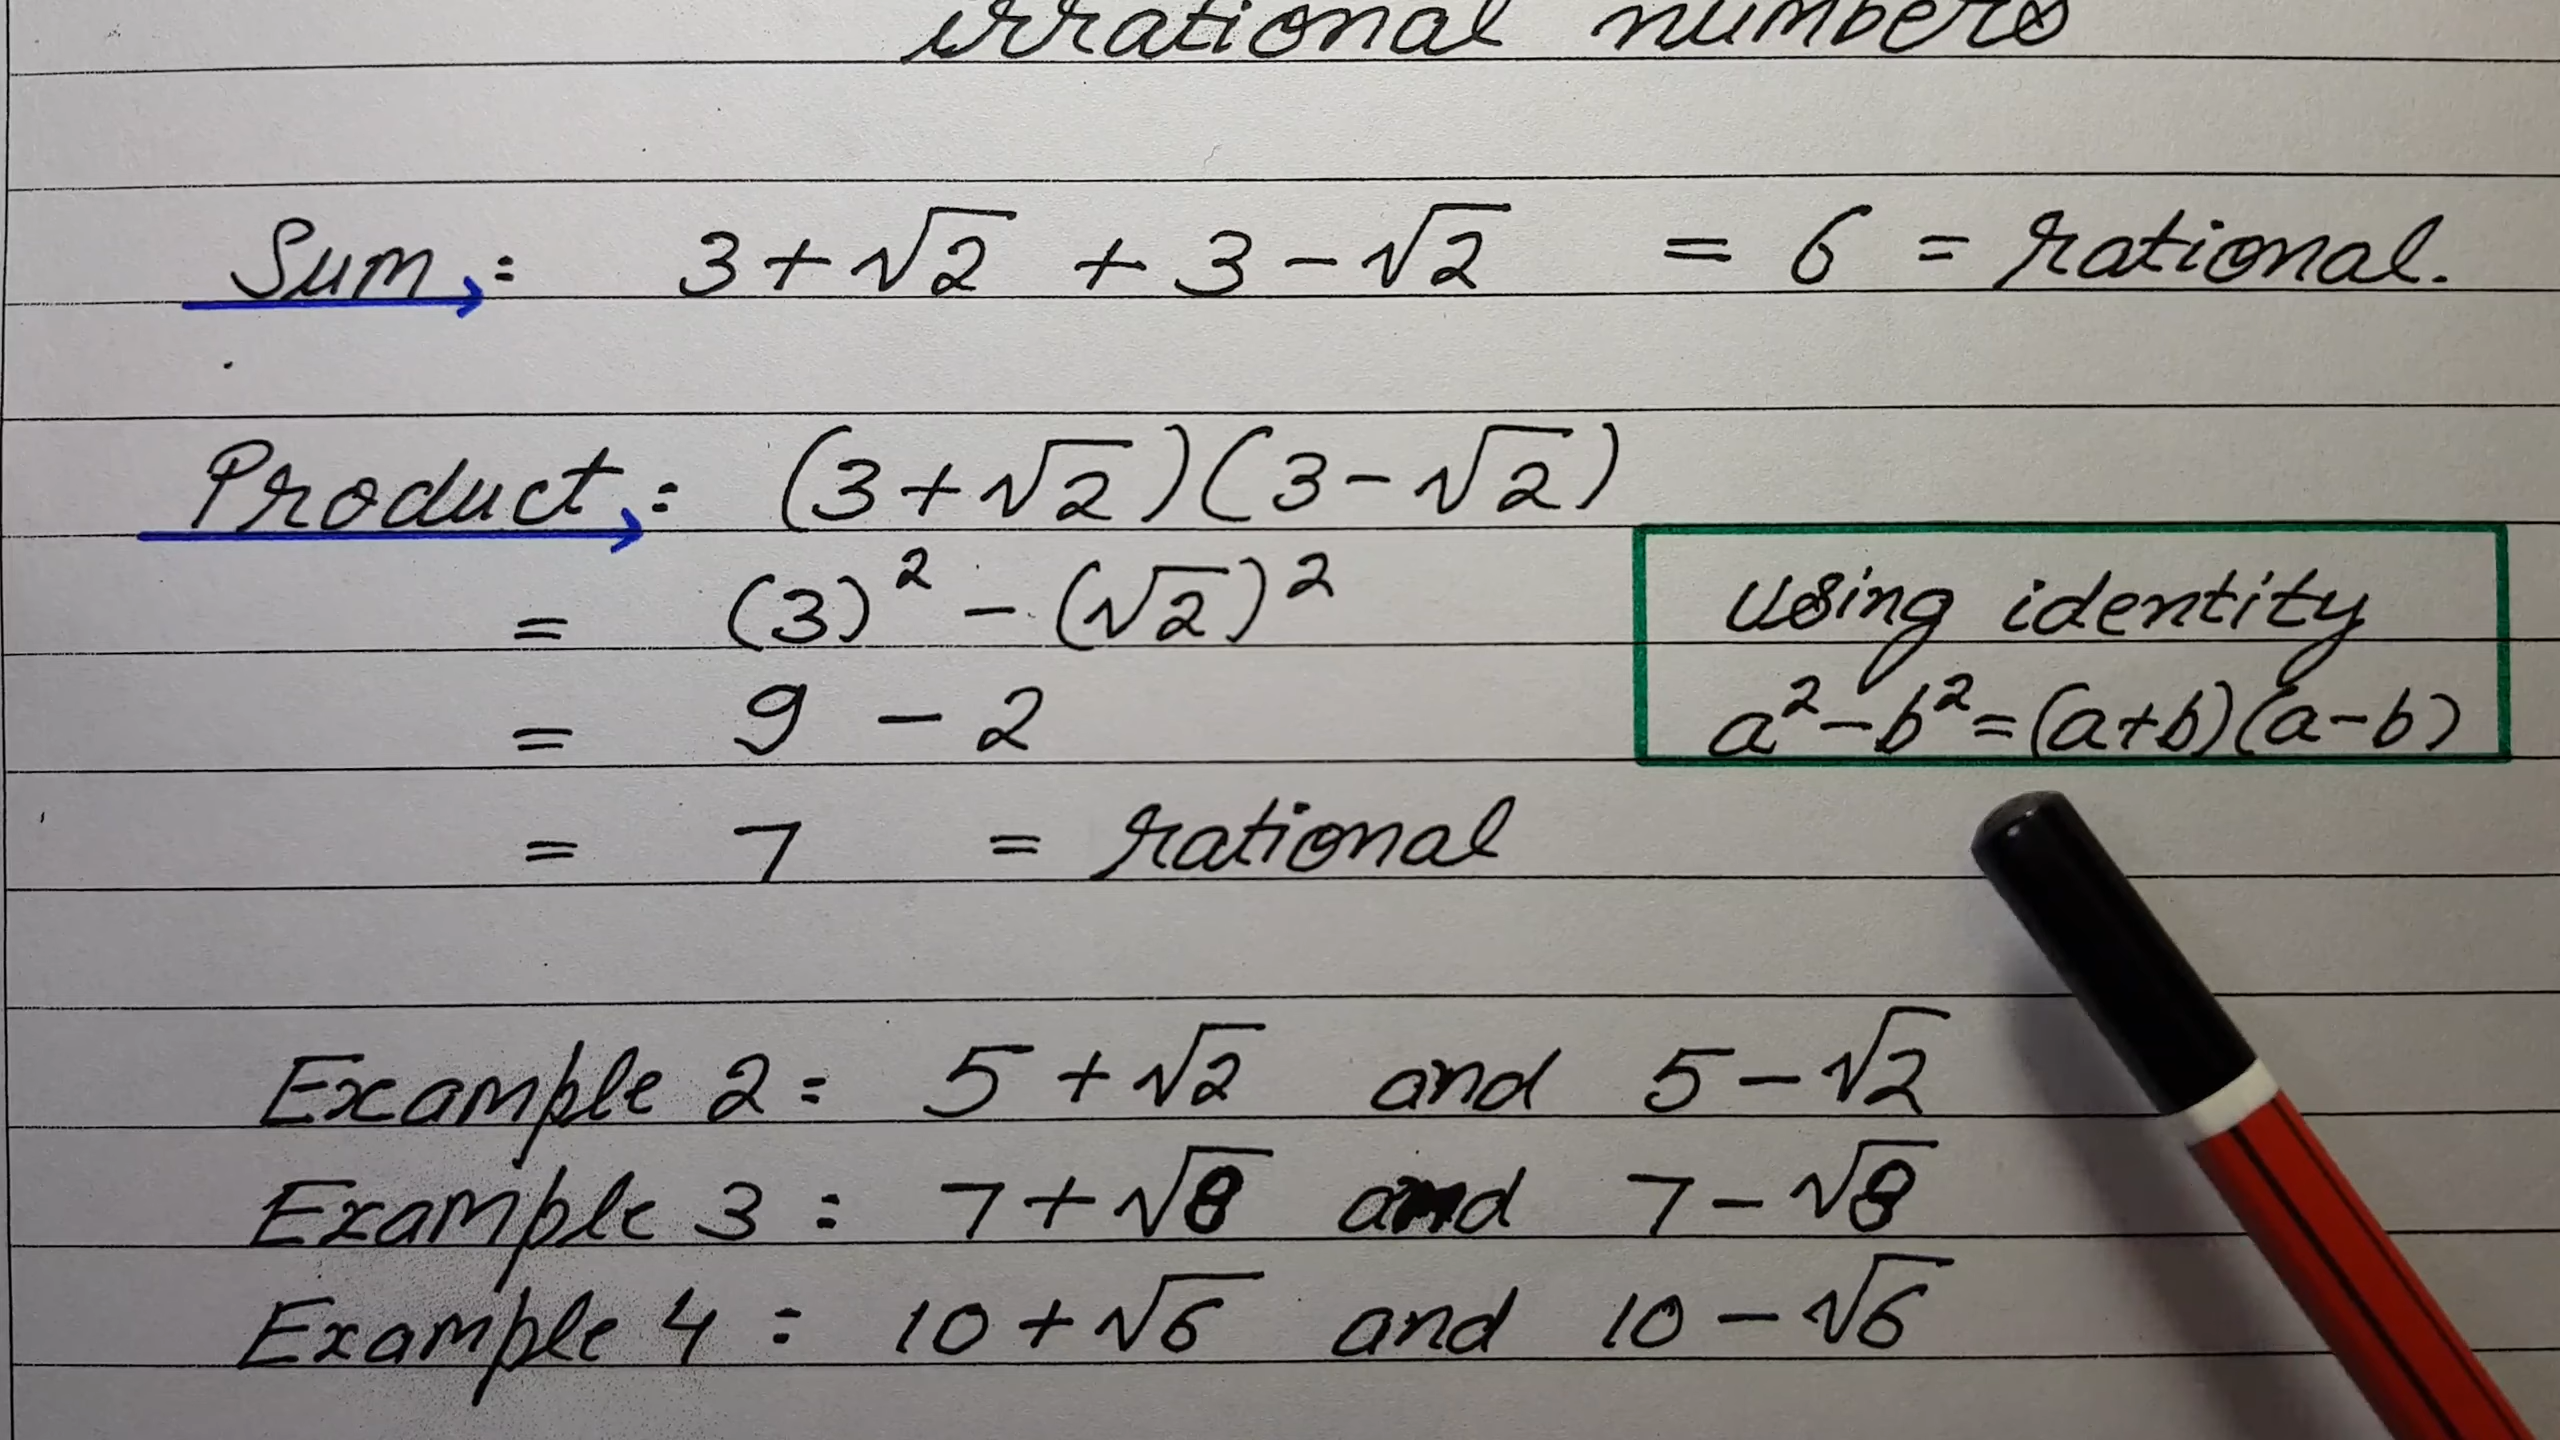 irrational numbers
Sum: 3+√2 + 3-√2 = 6 = rational.
Product: (3+√2)(3-√2)
= (3)² - (√2)²
= 9 - 2
= 7 = rational
Using identity
a²-b²=(a+b)(a-b)
Example 2: 5+√2 and 5-√2
Example 3: 7+√8 and 7-√8
Example 4: 10+√6 and 10-√6